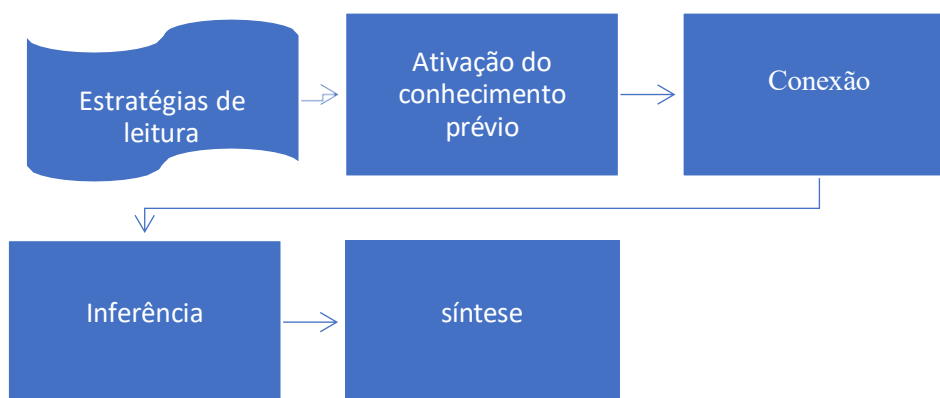 Estratégias de
leitura
Ativação do
conhecimento
prévio
Conexão
Inferência
síntese